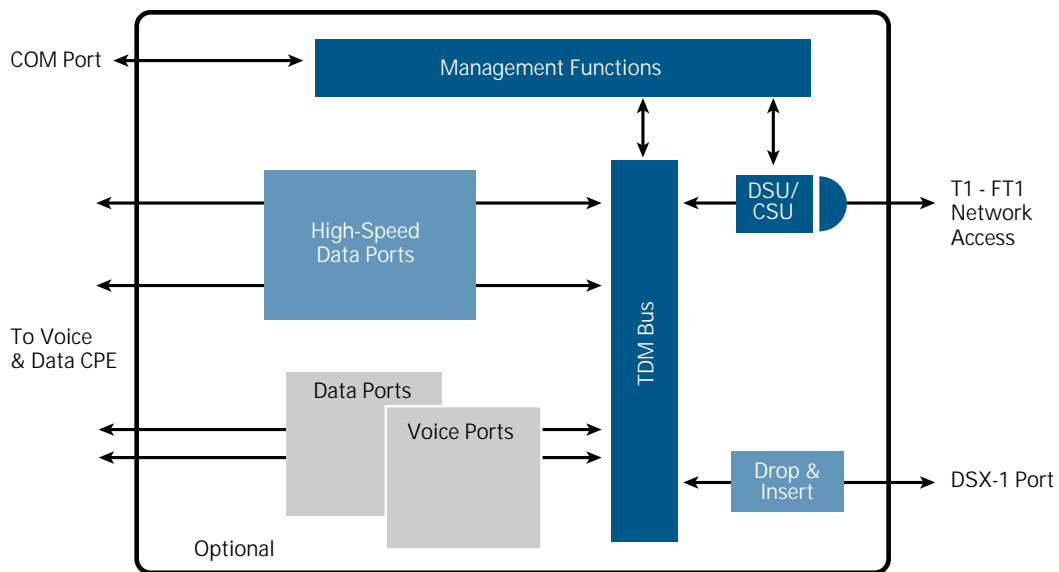 COM Port
Management Functions
DSU/
CSU
T1 - FT1
Network
Access
High-Speed
Data Ports
TDM Bus
To Voice
& Data CPE
Data Ports
Voice Ports
Drop &
Insert
DSX-1 Port
Optional